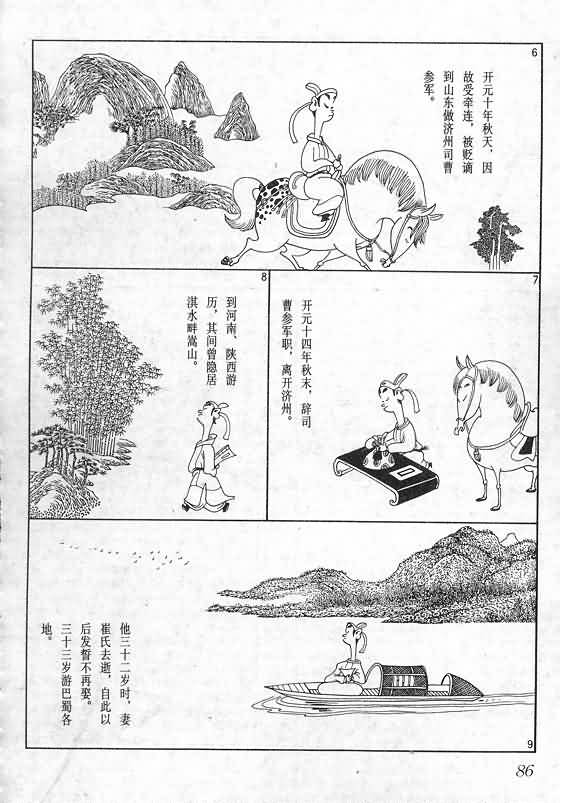 6
开元十年秋天，因
故受牵连，被贬谪
到山东做济州司曹
参军。
7
开元十四年秋末，辞司
曹参军职，离开济州。
8
到河南、陕西游
历，其间曾隐居
淇水畔嵩山。
9
他三十二岁时，妻
崔氏去逝，自此以
后发誓不再娶。
三十三岁游巴蜀各
地。
86